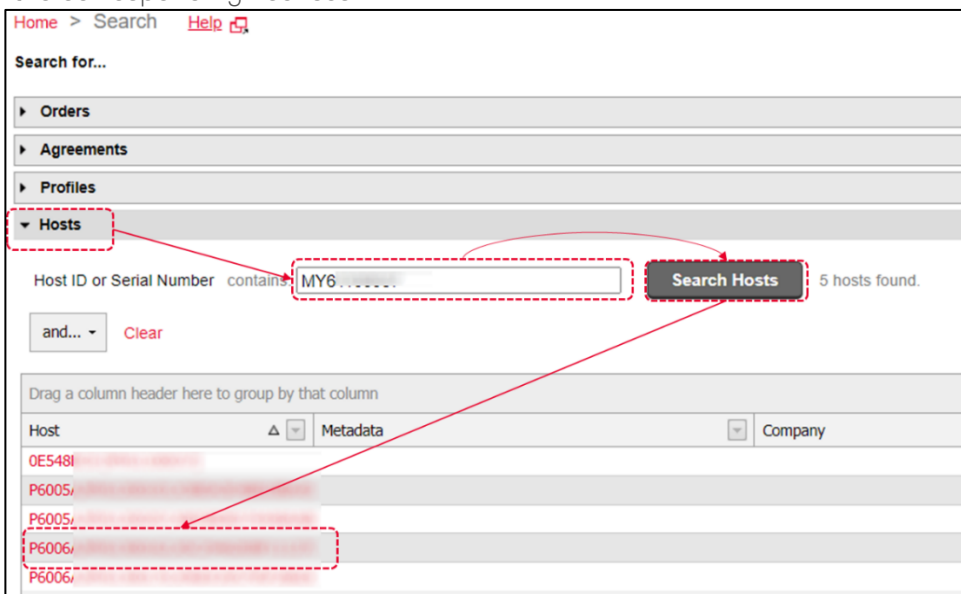 Home > Search Help
Search for...
Orders
Agreements
Profiles
Hosts
Host ID or Serial Number contains MY6 Search Hosts 5 hosts found.
and... Clear
Drag a column header here to group by that column
Host Metadata Company
0E548
P6005
P6005
P6006
P6006